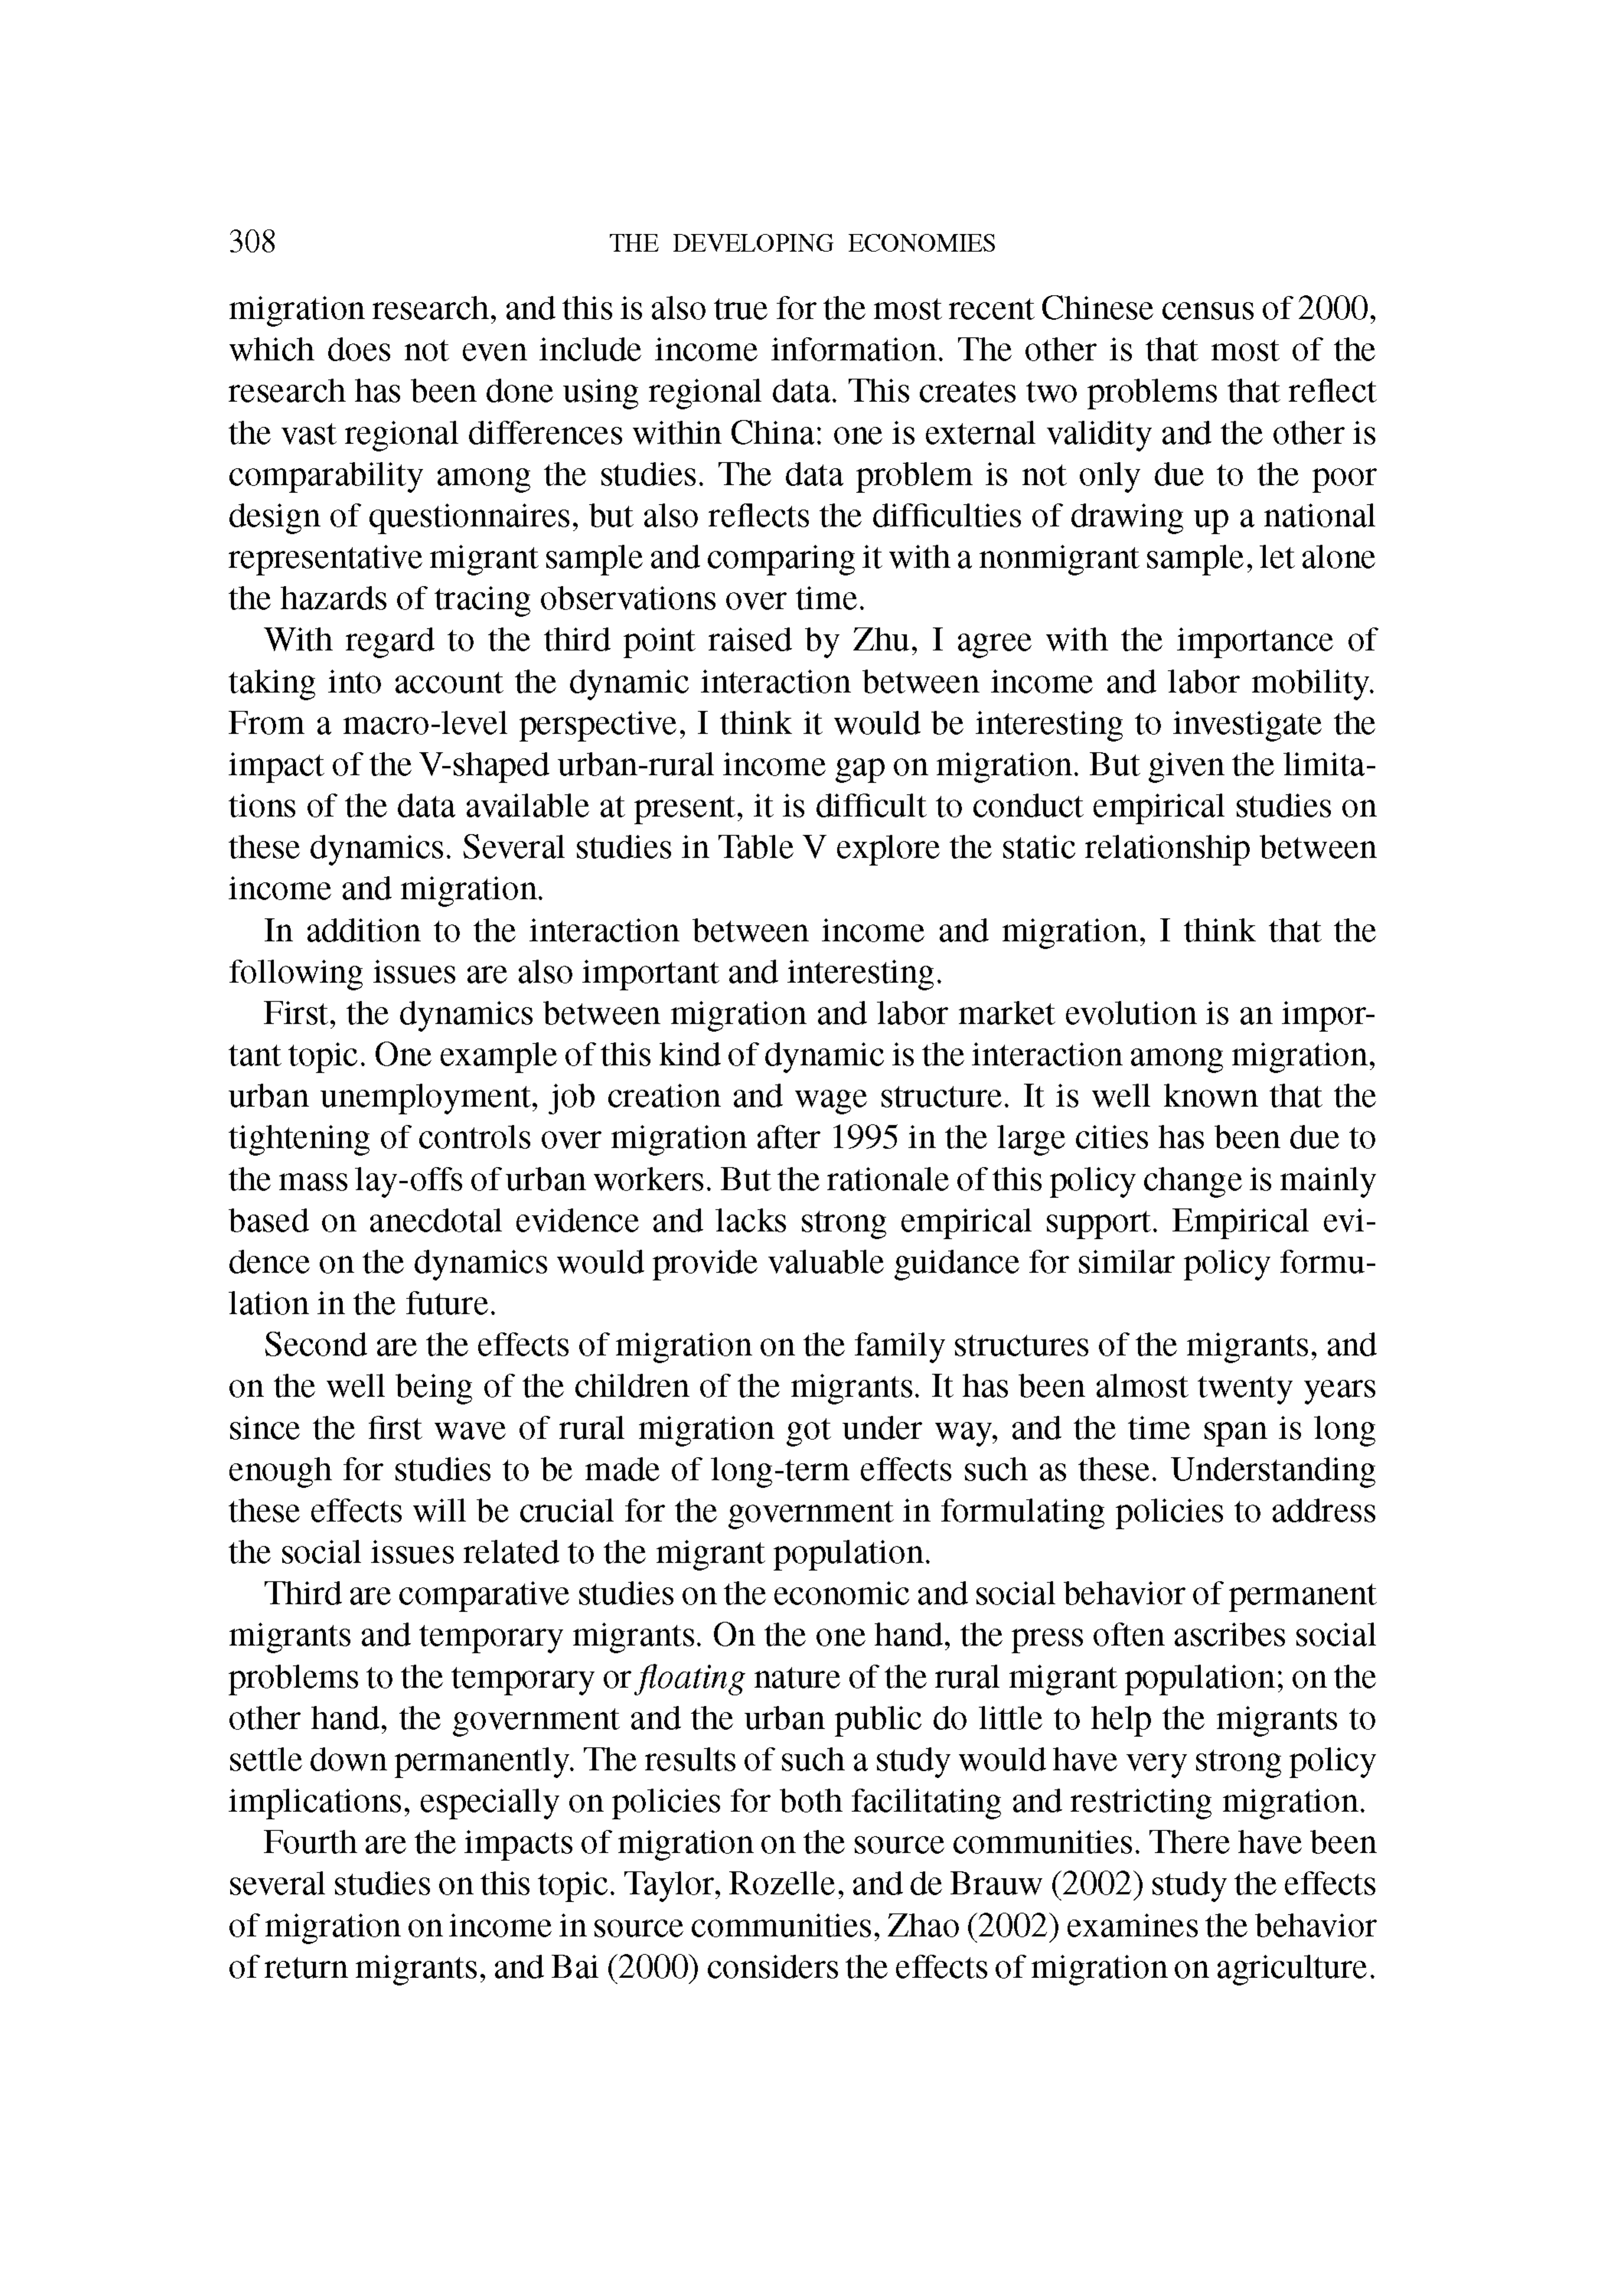 308 THE DEVELOPING ECONOMIES
migration research, and this is also true for the most recent Chinese census of 2000,
which does not even include income information. The other is that most of the
research has been done using regional data. This creates two problems that reflect
the vast regional differences within China: one is external validity and the other is
comparability among the studies. The data problem is not only due to the poor
design of questionnaires, but also reflects the difficulties of drawing up a national
representative migrant sample and comparing it with a nonmigrant sample, let alone
the hazards of tracing observations over time.
With regard to the third point raised by Zhu, I agree with the importance of
taking into account the dynamic interaction between income and labor mobility.
From a macro-level perspective, I think it would be interesting to investigate the
impact of the V-shaped urban-rural income gap on migration. But given the limita-
tions of the data available at present, it is difficult to conduct empirical studies on
these dynamics. Several studies in Table V explore the static relationship between
income and migration.
In addition to the interaction between income and migration, I think that the
following issues are also important and interesting.
First, the dynamics between migration and labor market evolution is an impor-
tant topic. One example of this kind of dynamic is the interaction among migration,
urban unemployment, job creation and wage structure. It is well known that the
tightening of controls over migration after 1995 in the large cities has been due to
the mass lay-offs of urban workers. But the rationale of this policy change is mainly
based on anecdotal evidence and lacks strong empirical support. Empirical evi-
dence on the dynamics would provide valuable guidance for similar policy formu-
lation in the future.
Second are the effects of migration on the family structures of the migrants, and
on the well being of the children of the migrants. It has been almost twenty years
since the first wave of rural migration got under way, and the time span is long
enough for studies to be made of long-term effects such as these. Understanding
these effects will be crucial for the government in formulating policies to address
the social issues related to the migrant population.
Third are comparative studies on the economic and social behavior of permanent
migrants and temporary migrants. On the one hand, the press often ascribes social
problems to the temporary or floating nature of the rural migrant population; on the
other hand, the government and the urban public do little to help the migrants to
settle down permanently. The results of such a study would have very strong policy
implications, especially on policies for both facilitating and restricting migration.
Fourth are the impacts of migration on the source communities. There have been
several studies on this topic. Taylor, Rozelle, and de Brauw (2002) study the effects
of migration on income in source communities, Zhao (2002) examines the behavior
of return migrants, and Bai (2000) considers the effects of migration on agriculture.